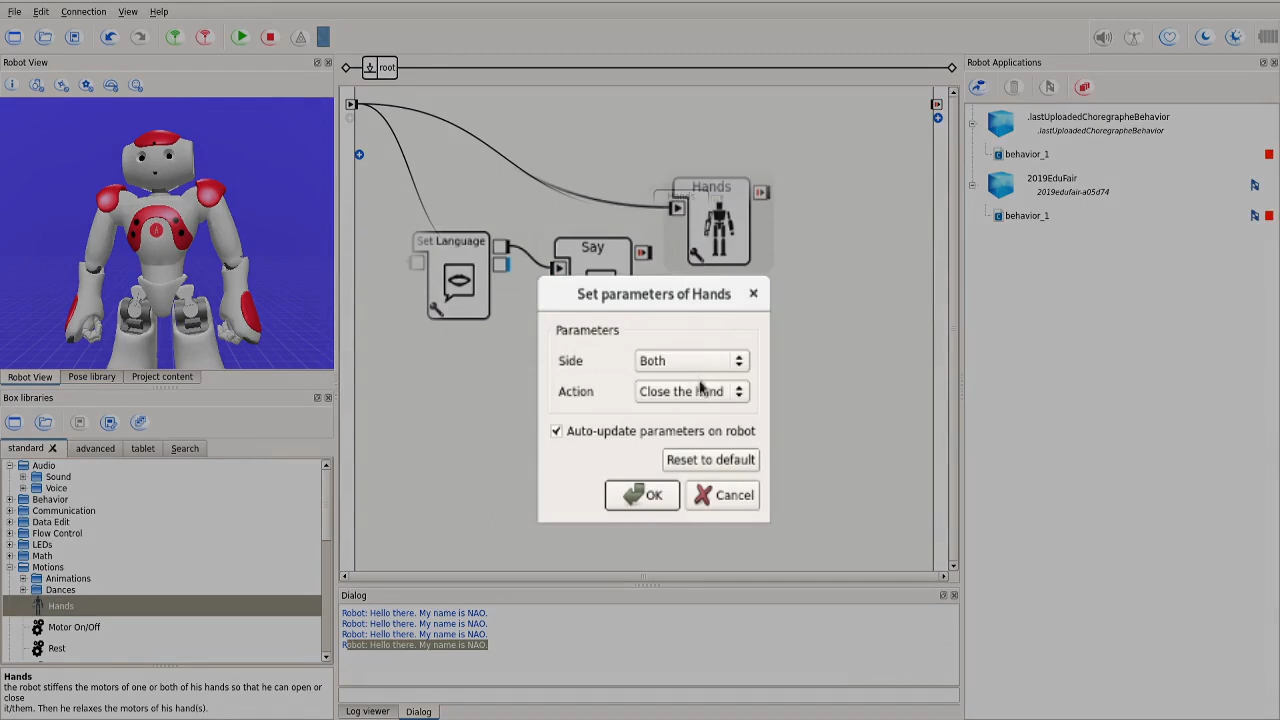 File Edit Connection View Help
Robot View
Robot View Pose library Project content
Box libraries
standard advanced tablet Search
Audio
Sound
Voice
Behavior
Communication
Data Edit
Flow Control
LEDs
Math
Motions
Animations
Dances
Hands
Motor On/Off
Rest
Hands
the robot stiffens the motors of one or both of his hands so that he can open or
close
it/them. Then he relaxes the motors of his hand(s).
root
Hands
Set Language
Say
Set parameters of Hands
Parameters
Side Both
Action Close the hand
Auto-update parameters on robot
Reset to default
OK Cancel
Dialog
Robot: Hello there. My name is NAO.
Robot: Hello there. My name is NAO.
Robot: Hello there. My name is NAO.
Robot: Hello there. My name is NAO.
Log viewer Dialog
Robot Applications
.lastUploadedChoregrapheBehavior
.lastUploadedChoregrapheBehavior
behavior_1
2019EduFair
2019edufair-a05d74
behavior_1